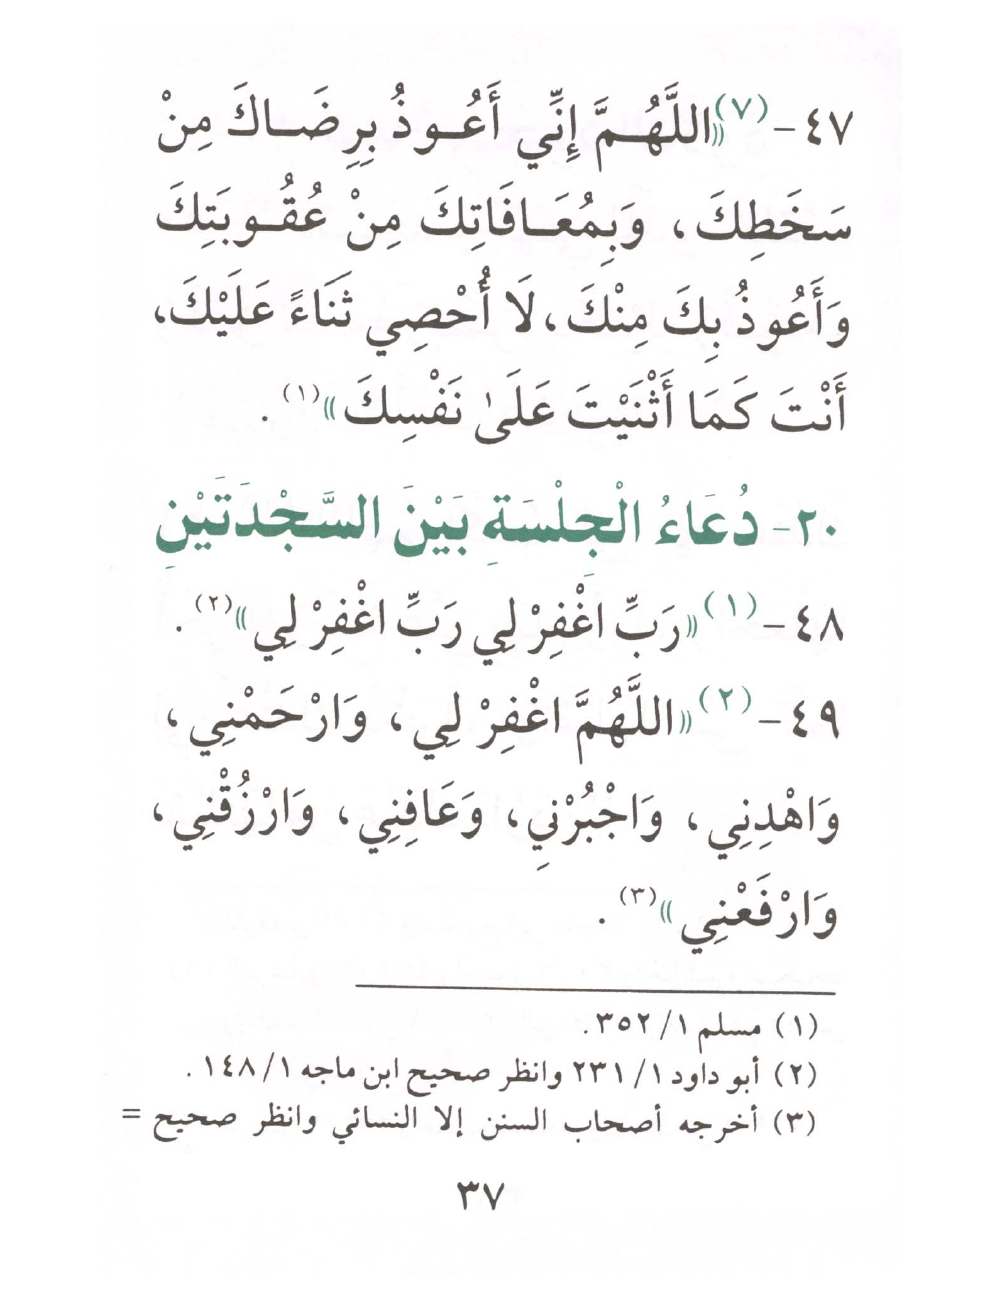 ٤٧- (٧) ((اللَّهُمَّ إِنِّي أَعُوذُ بِرِضَاكَ مِنْ
سَخَطِكَ، وَبِمُعَافَاتِكَ مِنْ عُقُوبَتِكَ
وَأَعُوذُ بِكَ مِنْكَ، لَا أُحْصِي ثَنَاءً عَلَيْكَ،
أَنْتَ كَمَا أَثْنَيْتَ عَلَىٰ نَفْسِكَ)) (١).
٢٠- دُعَاءُ الْجِلْسَةِ بَيْنَ السَّجْدَتَيْنِ
٤٨- (١) ((رَبِّ اغْفِرْ لِي رَبِّ اغْفِرْ لِي)) (٢).
٤٩- (٢) ((اللَّهُمَّ اغْفِرْ لِي، وَارْحَمْنِي،
وَاهْدِنِي، وَاجْبُرْنِي، وَعَافِنِي، وَارْزُقْنِي،
وَارْفَعْنِي)) (٣).
(١) مسلم ١/ ٣٥٢.
(٢) أبو داود ١/ ٢٣١ وانظر صحيح ابن ماجه ١/ ١٤٨.
(٣) أخرجه أصحاب السنن إلا النسائي وانظر صحيح =
٣٧